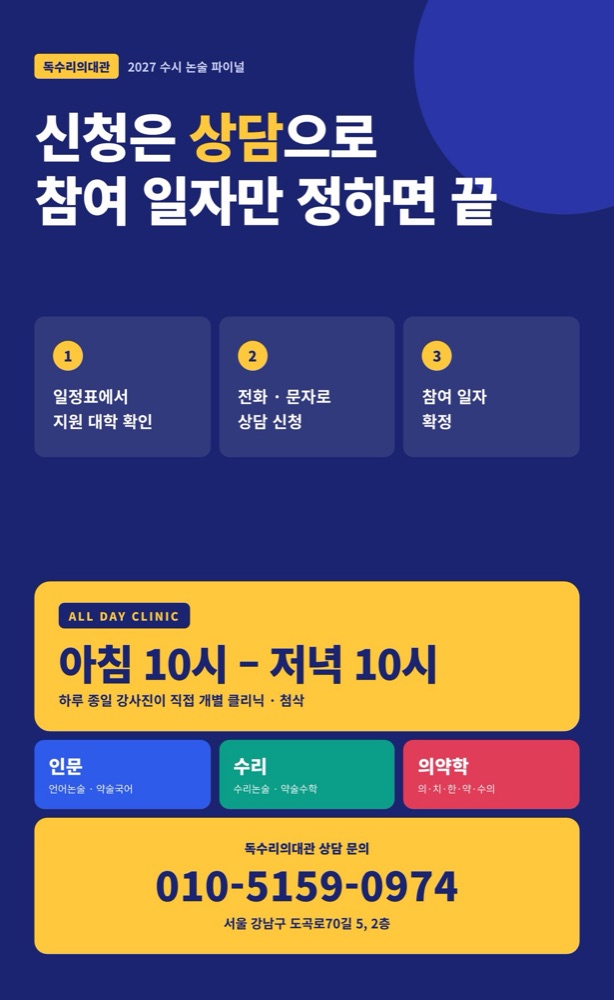 독수리의대관 2027 수시 논술 파이널
신청은 상담으로
참여 일자만 정하면 끝
1
일정표에서
지원 대학 확인
2
전화 · 문자로
상담 신청
3
참여 일자
확정
ALL DAY CLINIC
아침 10시 – 저녁 10시
하루 종일 강사진이 직접 개별 클리닉 · 첨삭
인문
언어논술 · 약술국어
수리
수리논술 · 약술수학
의약학
의·치·한·약·수의
독수리의대관 상담 문의
010-5159-0974
서울 강남구 도곡로70길 5, 2층